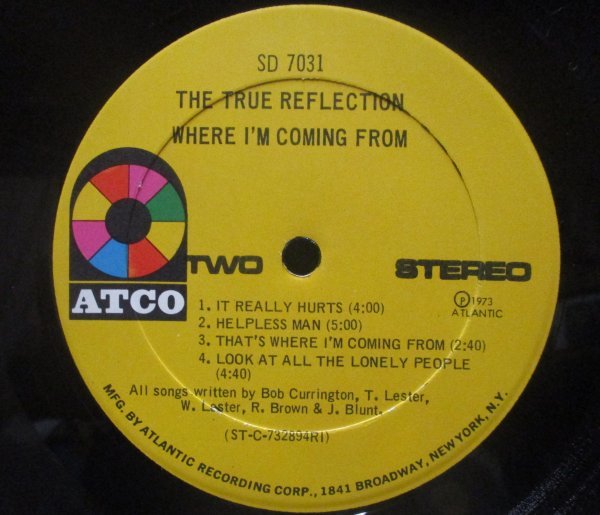 SD 7031
THE TRUE REFLECTION
WHERE I'M COMING FROM
ATCO
TWO
STEREO
1. IT REALLY HURTS (4:00)
2. HELPLESS MAN (5:00)
3. THAT'S WHERE I'M COMING FROM (2:40)
4. LOOK AT ALL THE LONELY PEOPLE
(4:40)
℗1973
ATLANTIC
All songs written by Bob Currington, T. Lester,
W. Lester, R. Brown & J. Blunt.
(ST-C-732894RI)
MFG. BY ATLANTIC RECORDING CORP., 1841 BROADWAY, NEW YORK, N.Y.